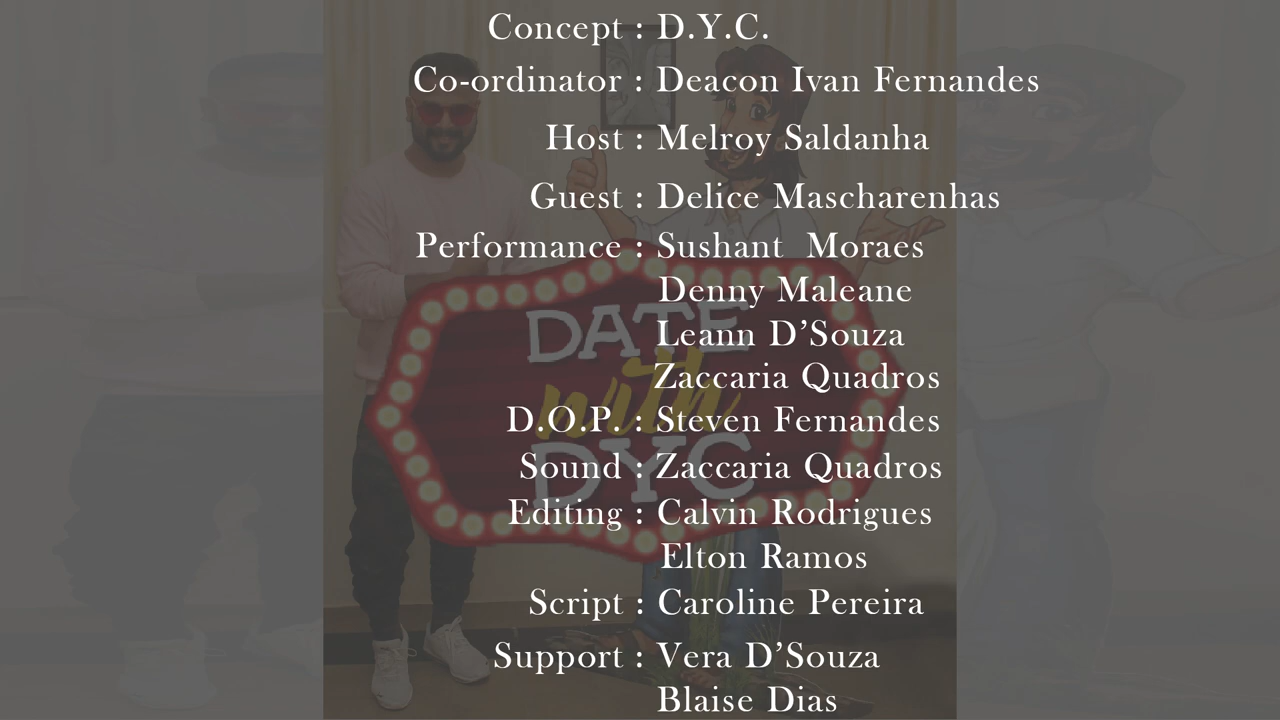 Concept : D.Y.C.
Co-ordinator : Deacon Ivan Fernandes
Host : Melroy Saldanha
Guest : Delice Mascharenhas
Performance : Sushant Moraes
Denny Maleane
Leann D’Souza
Zaccaria Quadros
D.O.P. : Steven Fernandes
Sound : Zaccaria Quadros
Editing : Calvin Rodrigues
Elton Ramos
Script : Caroline Pereira
Support : Vera D’Souza
Blaise Dias
DATE
with
DYC